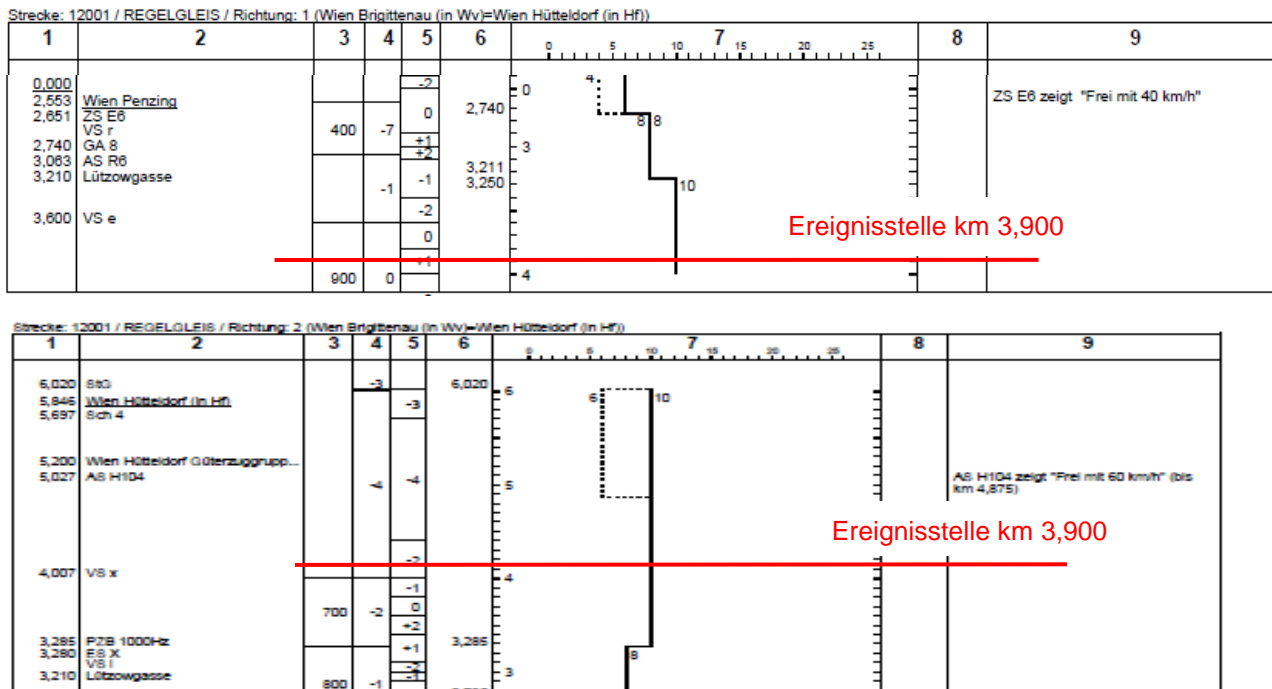 Strecke: 12001 / REGELGLEIS / Richtung: 1 (Wien Brigittenau (in Wv)=Wien Hütteldorf (in Hf))
1 2 3 4 5 6 7 8 9
0 5 10 15 20 25
0,000 -2 4 0
2,553 Wien Penzing ZS E6 zeigt "Frei mit 40 km/h"
2,651 ZS E6 0 2,740
VS r 400 -7 8 8
2,740 GA 8 +1 3
3,063 AS R6 +2
3,210 Lützowgasse -1 3,211
-1 3,250 10
3,600 VS e -2
Ereignisstelle km 3,900
0
900 0 4
Strecke: 12001 / REGELGLEIS / Richtung: 2 (Wien Brigittenau (in Wv)=Wien Hütteldorf (in Hf))
1 2 3 4 5 6 7 8 9
0 5 10 15 20 25
6,020 StG -3 6,020 6
5,846 Wien Hütteldorf (in Hf) -3 6 10
5,697 Sch 4
5,200 Wien Hütteldorf Güterzuggrupp...
5,027 AS H104 -4 -4 5 AS H104 zeigt "Frei mit 60 km/h" (bis
km 4,875)
Ereignisstelle km 3,900
-2
4,007 VS x 4
-1
700 -2 0
+2
3,285 PZB 1000Hz 3,285
3,280 ES X +1 8
VS l -2
3,210 Lützowgasse -1 3
800 -1